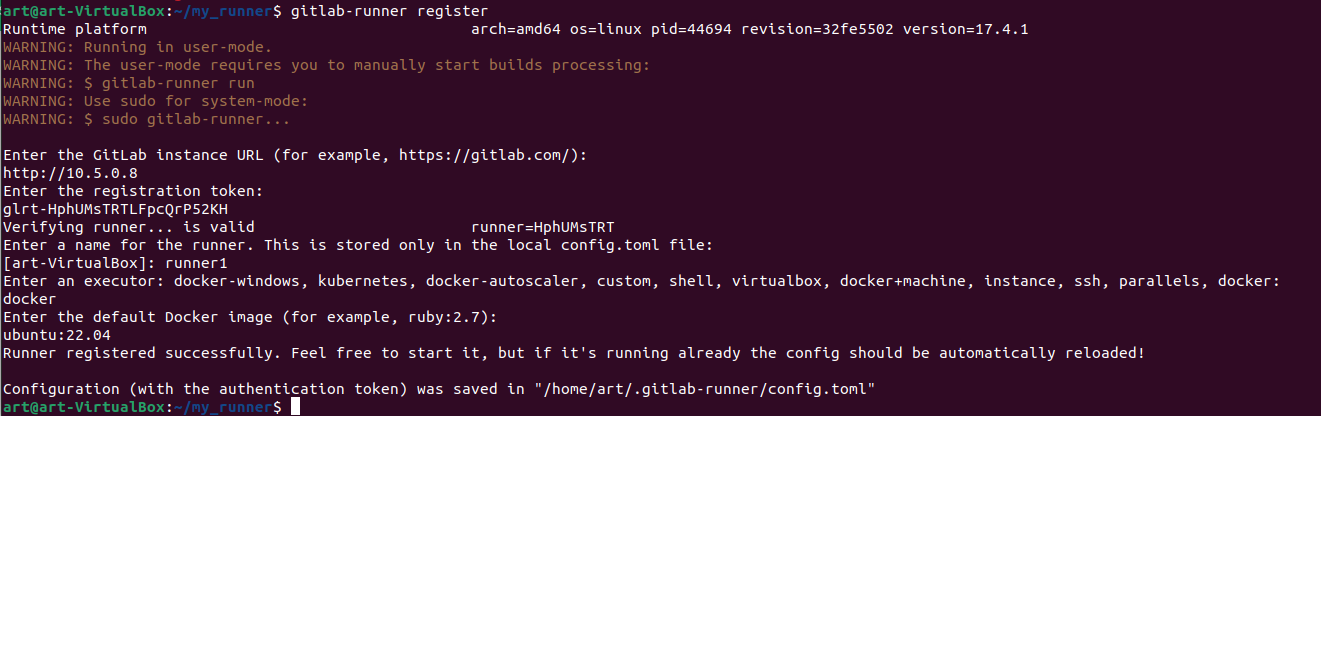 art@art-VirtualBox:~/my_runner$ gitlab-runner register
Runtime platform                                    arch=amd64 os=linux pid=44694 revision=32fe5502 version=17.4.1
WARNING: Running in user-mode.
WARNING: The user-mode requires you to manually start builds processing:
WARNING: $ gitlab-runner run
WARNING: Use sudo for system-mode:
WARNING: $ sudo gitlab-runner...
Enter the GitLab instance URL (for example, https://gitlab.com/):
http://10.5.0.8
Enter the registration token:
glrt-HphUMsTRTLFpcQrP52KH
Verifying runner... is valid                        runner=HphUMsTRT
Enter a name for the runner. This is stored only in the local config.toml file:
[art-VirtualBox]: runner1
Enter an executor: docker-windows, kubernetes, docker-autoscaler, custom, shell, virtualbox, docker+machine, instance, ssh, parallels, docker:
docker
Enter the default Docker image (for example, ruby:2.7):
ubuntu:22.04
Runner registered successfully. Feel free to start it, but if it's running already the config should be automatically reloaded!
Configuration (with the authentication token) was saved in "/home/art/.gitlab-runner/config.toml"
art@art-VirtualBox:~/my_runner$